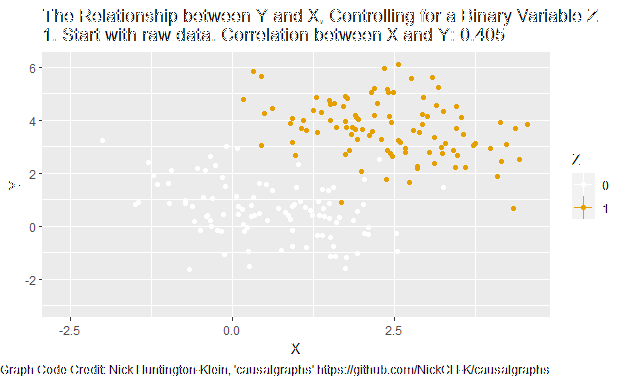 The Relationship between Y and X, Controlling for a Binary Variable Z
1. Start with raw data. Correlation between X and Y: 0.405
6
4
2
0
-2
Y
-2.5
0.0
2.5
X
Z
0
1
Graph Code Credit: Nick Huntington-Klein, 'causalgraphs' https://github.com/NickCH-K/causalgraphs